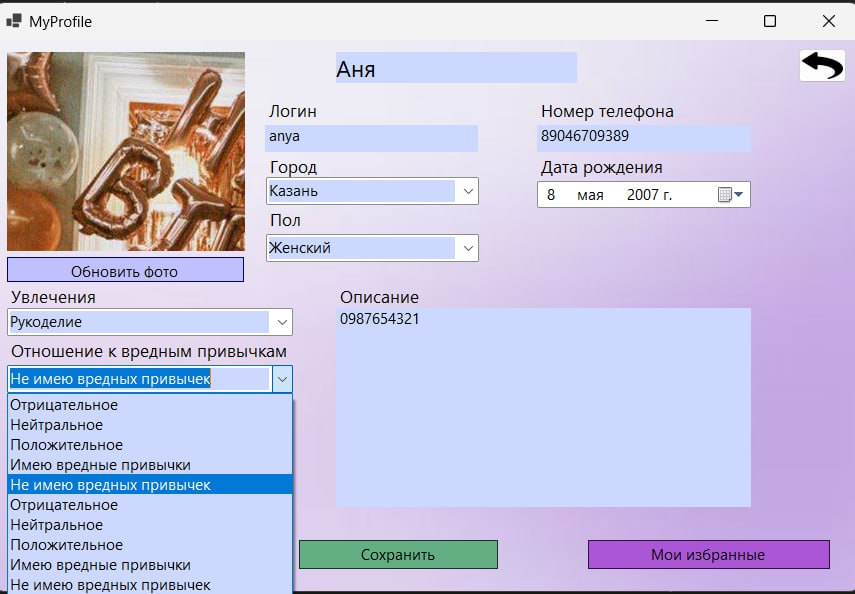 MyProfile
Аня
Логин
Номер телефона
anya
89046709389
Город
Дата рождения
Казань
8 мая 2007 г.
Пол
Женский
Обновить фото
Увлечения
Описание
Рукоделие
0987654321
Отношение к вредным привычкам
Не имею вредных привычек
Отрицательное
Нейтральное
Положительное
Имею вредные привычки
Не имею вредных привычек
Отрицательное
Нейтральное
Положительное
Имею вредные привычки
Не имею вредных привычек
Сохранить
Мои избранные